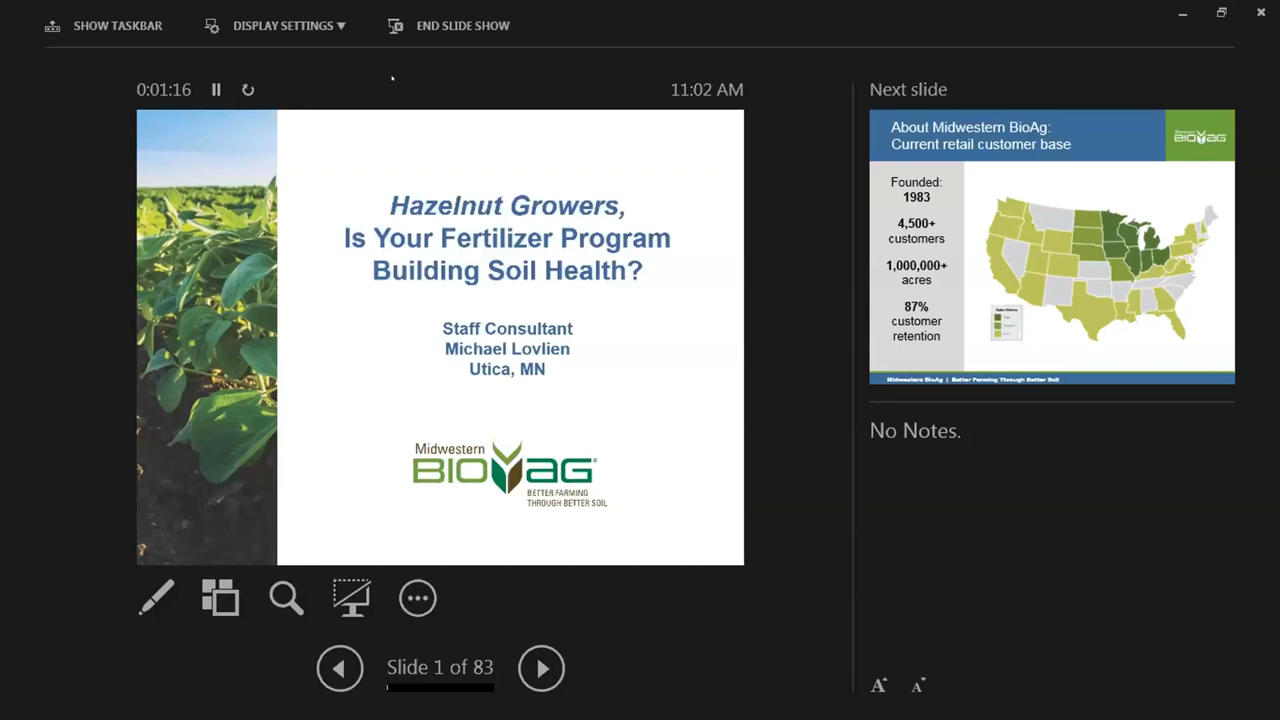 SHOW TASKBAR
DISPLAY SETTINGS ▼
END SLIDE SHOW
0:01:16
11:02 AM
Next slide
Hazelnut Growers,
Is Your Fertilizer Program
Building Soil Health?
Staff Consultant
Michael Lovlien
Utica, MN
Midwestern
BIOAG®
BETTER FARMING
THROUGH BETTER SOIL
About Midwestern BioAg:
Current retail customer base
BIOAG
Founded:
1983
4,500+
customers
1,000,000+
acres
87%
customer
retention
Midwestern BioAg | Better Farming Through Better Soil
No Notes.
Slide 1 of 83
A A